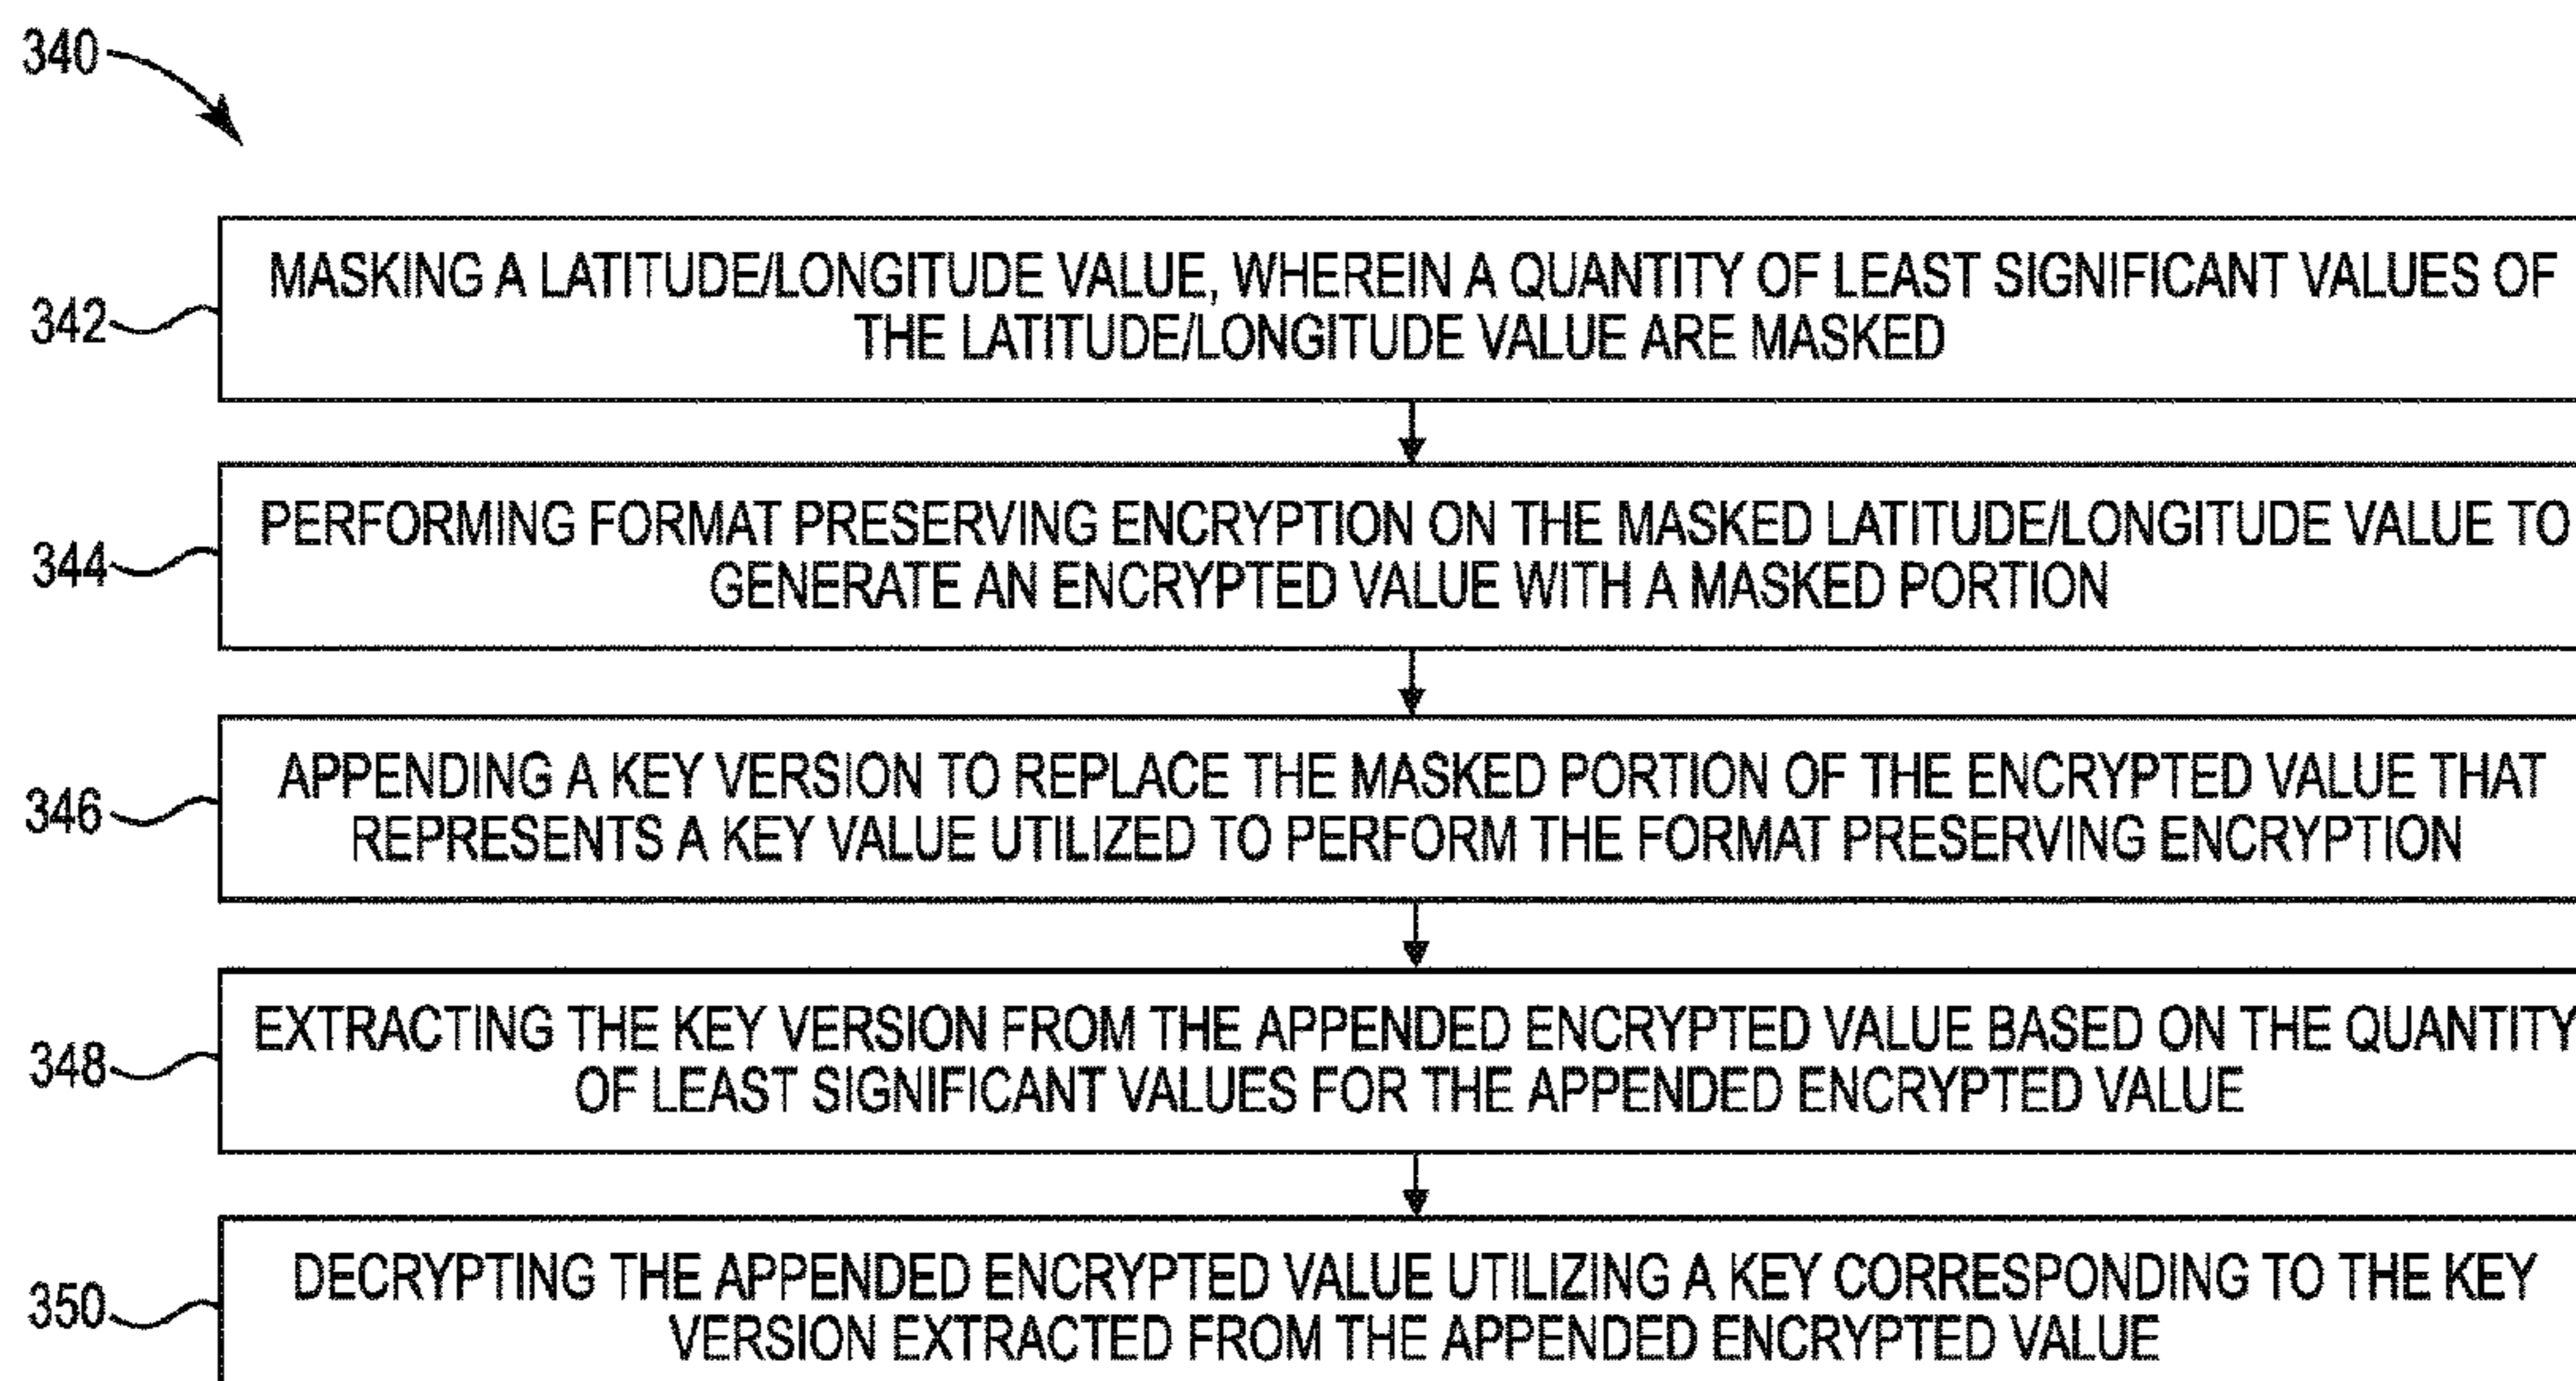 340
342
MASKING A LATITUDE/LONGITUDE VALUE, WHEREIN A QUANTITY OF LEAST SIGNIFICANT VALUES OF
THE LATITUDE/LONGITUDE VALUE ARE MASKED
344
PERFORMING FORMAT PRESERVING ENCRYPTION ON THE MASKED LATITUDE/LONGITUDE VALUE TO
GENERATE AN ENCRYPTED VALUE WITH A MASKED PORTION
346
APPENDING A KEY VERSION TO REPLACE THE MASKED PORTION OF THE ENCRYPTED VALUE THAT
REPRESENTS A KEY VALUE UTILIZED TO PERFORM THE FORMAT PRESERVING ENCRYPTION
348
EXTRACTING THE KEY VERSION FROM THE APPENDED ENCRYPTED VALUE BASED ON THE QUANTITY
OF LEAST SIGNIFICANT VALUES FOR THE APPENDED ENCRYPTED VALUE
350
DECRYPTING THE APPENDED ENCRYPTED VALUE UTILIZING A KEY CORRESPONDING TO THE KEY
VERSION EXTRACTED FROM THE APPENDED ENCRYPTED VALUE